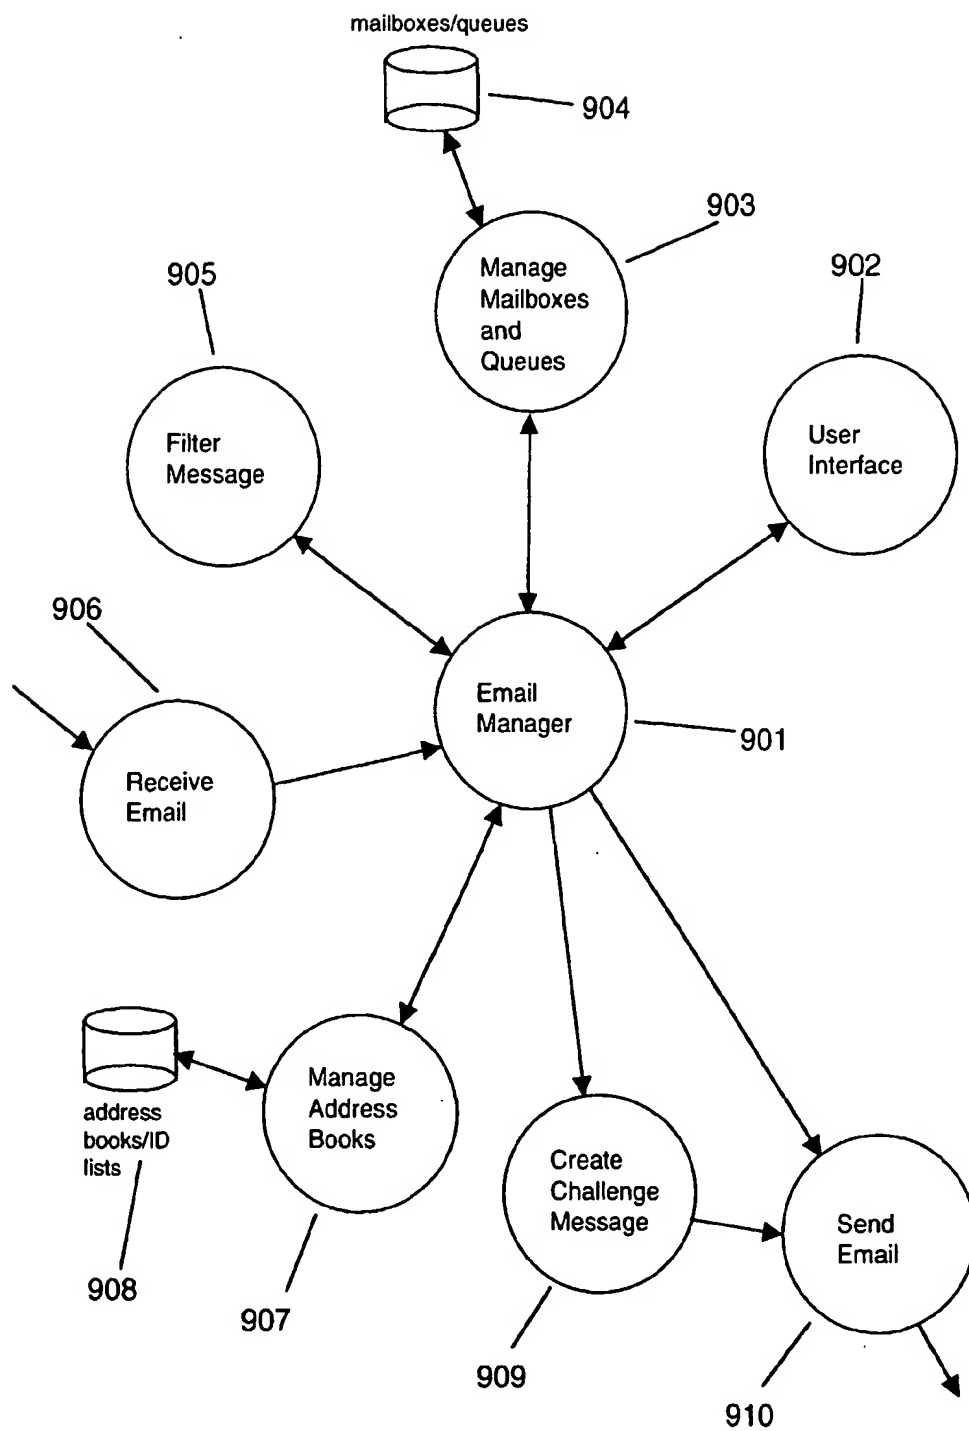 mailboxes/queues
904
903
Manage
Mailboxes
and
Queues
902
905
User
Interface
Filter
Message
906
Email
Manager
901
Receive
Email
Manage
Address
Books
address
books/ID
lists
Create
Challenge
Message
Send
Email
908
907
909
910